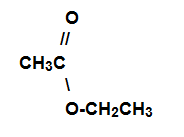 O
//
CH3C
\
O-CH2CH3